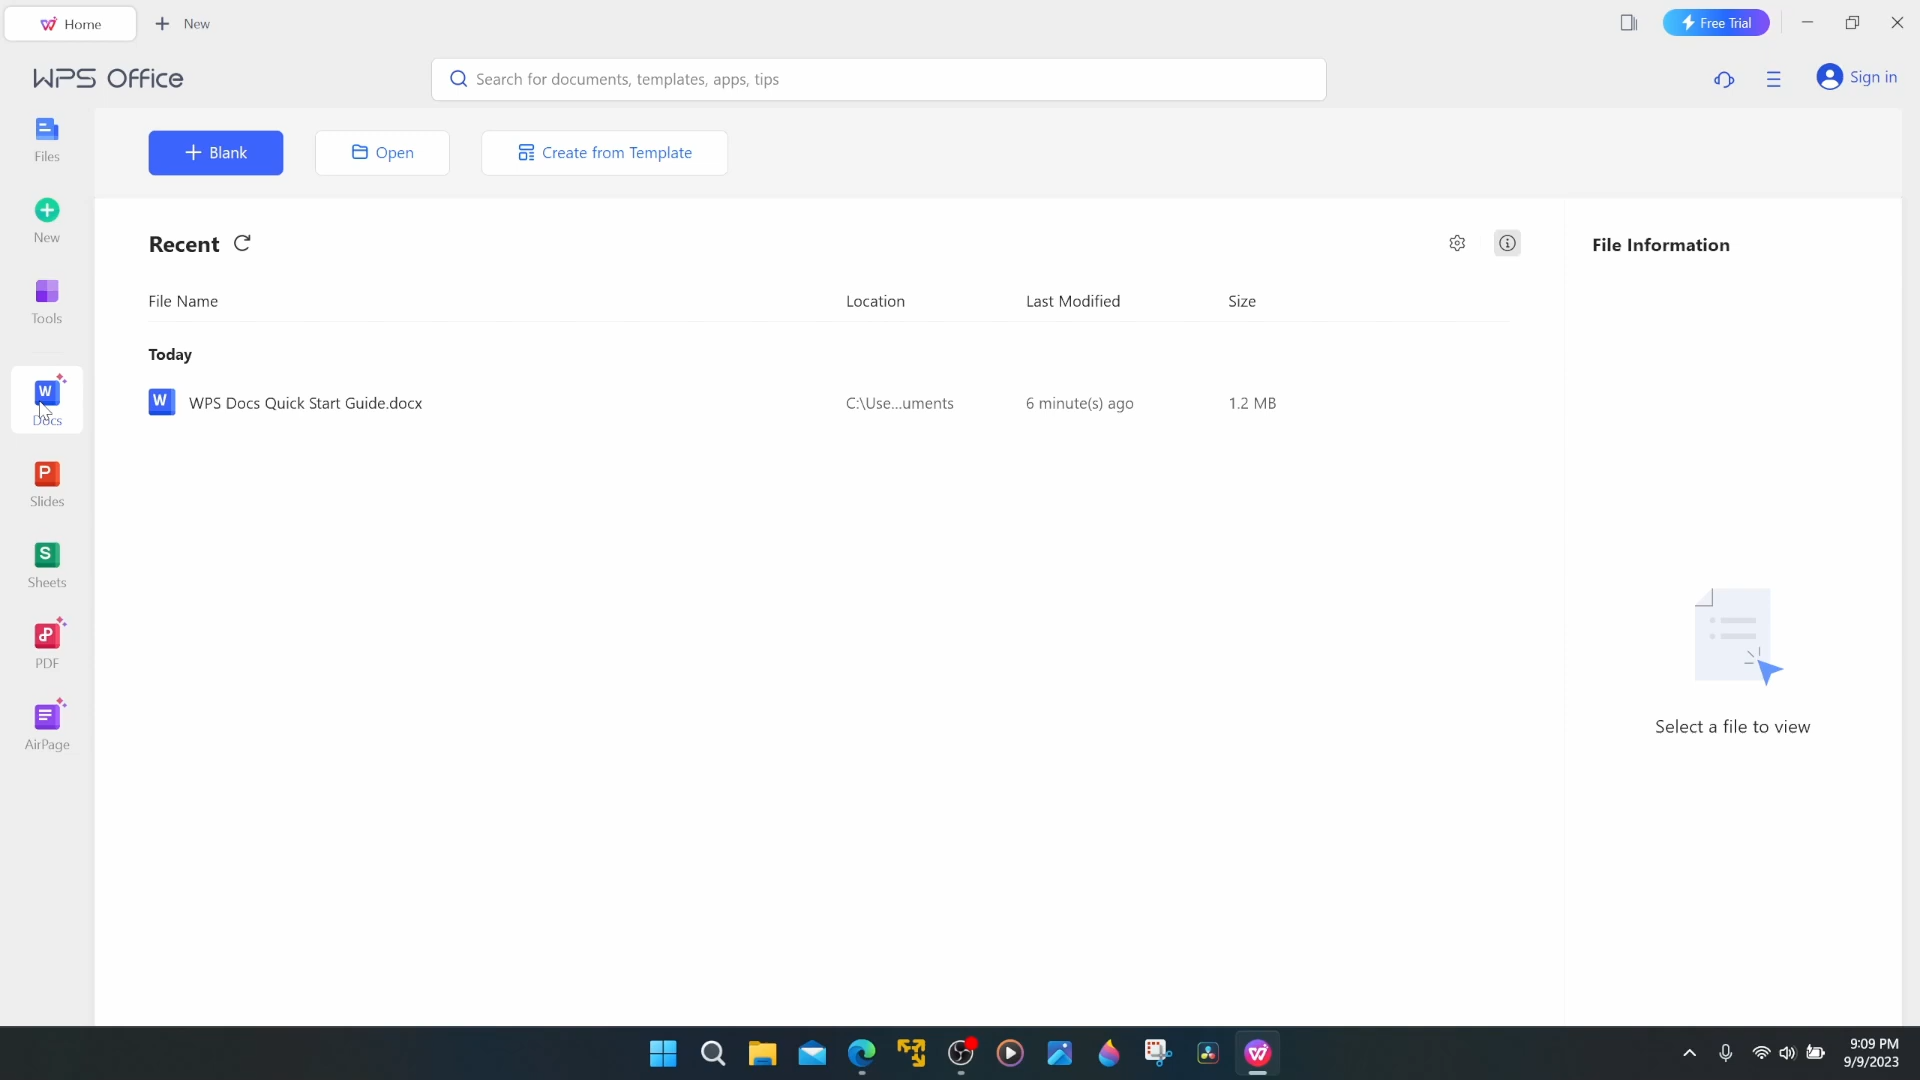 Home
New
Free Trial
WPS Office
Search for documents, templates, apps, tips
Sign in
Files
New
Tools
W
Docs
P
Slides
S
Sheets
P
PDF
AirPage
Blank
Open
Create from Template
Recent
File Name Location Last Modified Size
Today
W WPS Docs Quick Start Guide.docx C:\Use...uments 6 minute(s) ago 1.2 MB
File Information
Select a file to view
9:09 PM
9/9/2023